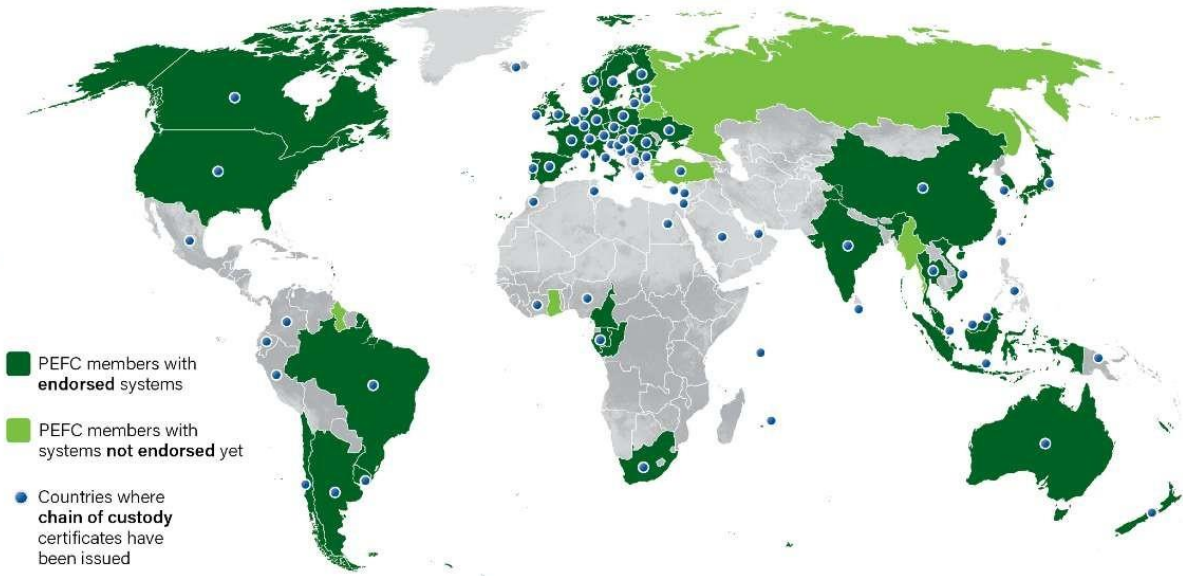 PEFC members with
endorsed systems
PEFC members with
systems not endorsed yet
Countries where
chain of custody
certificates have
been issued